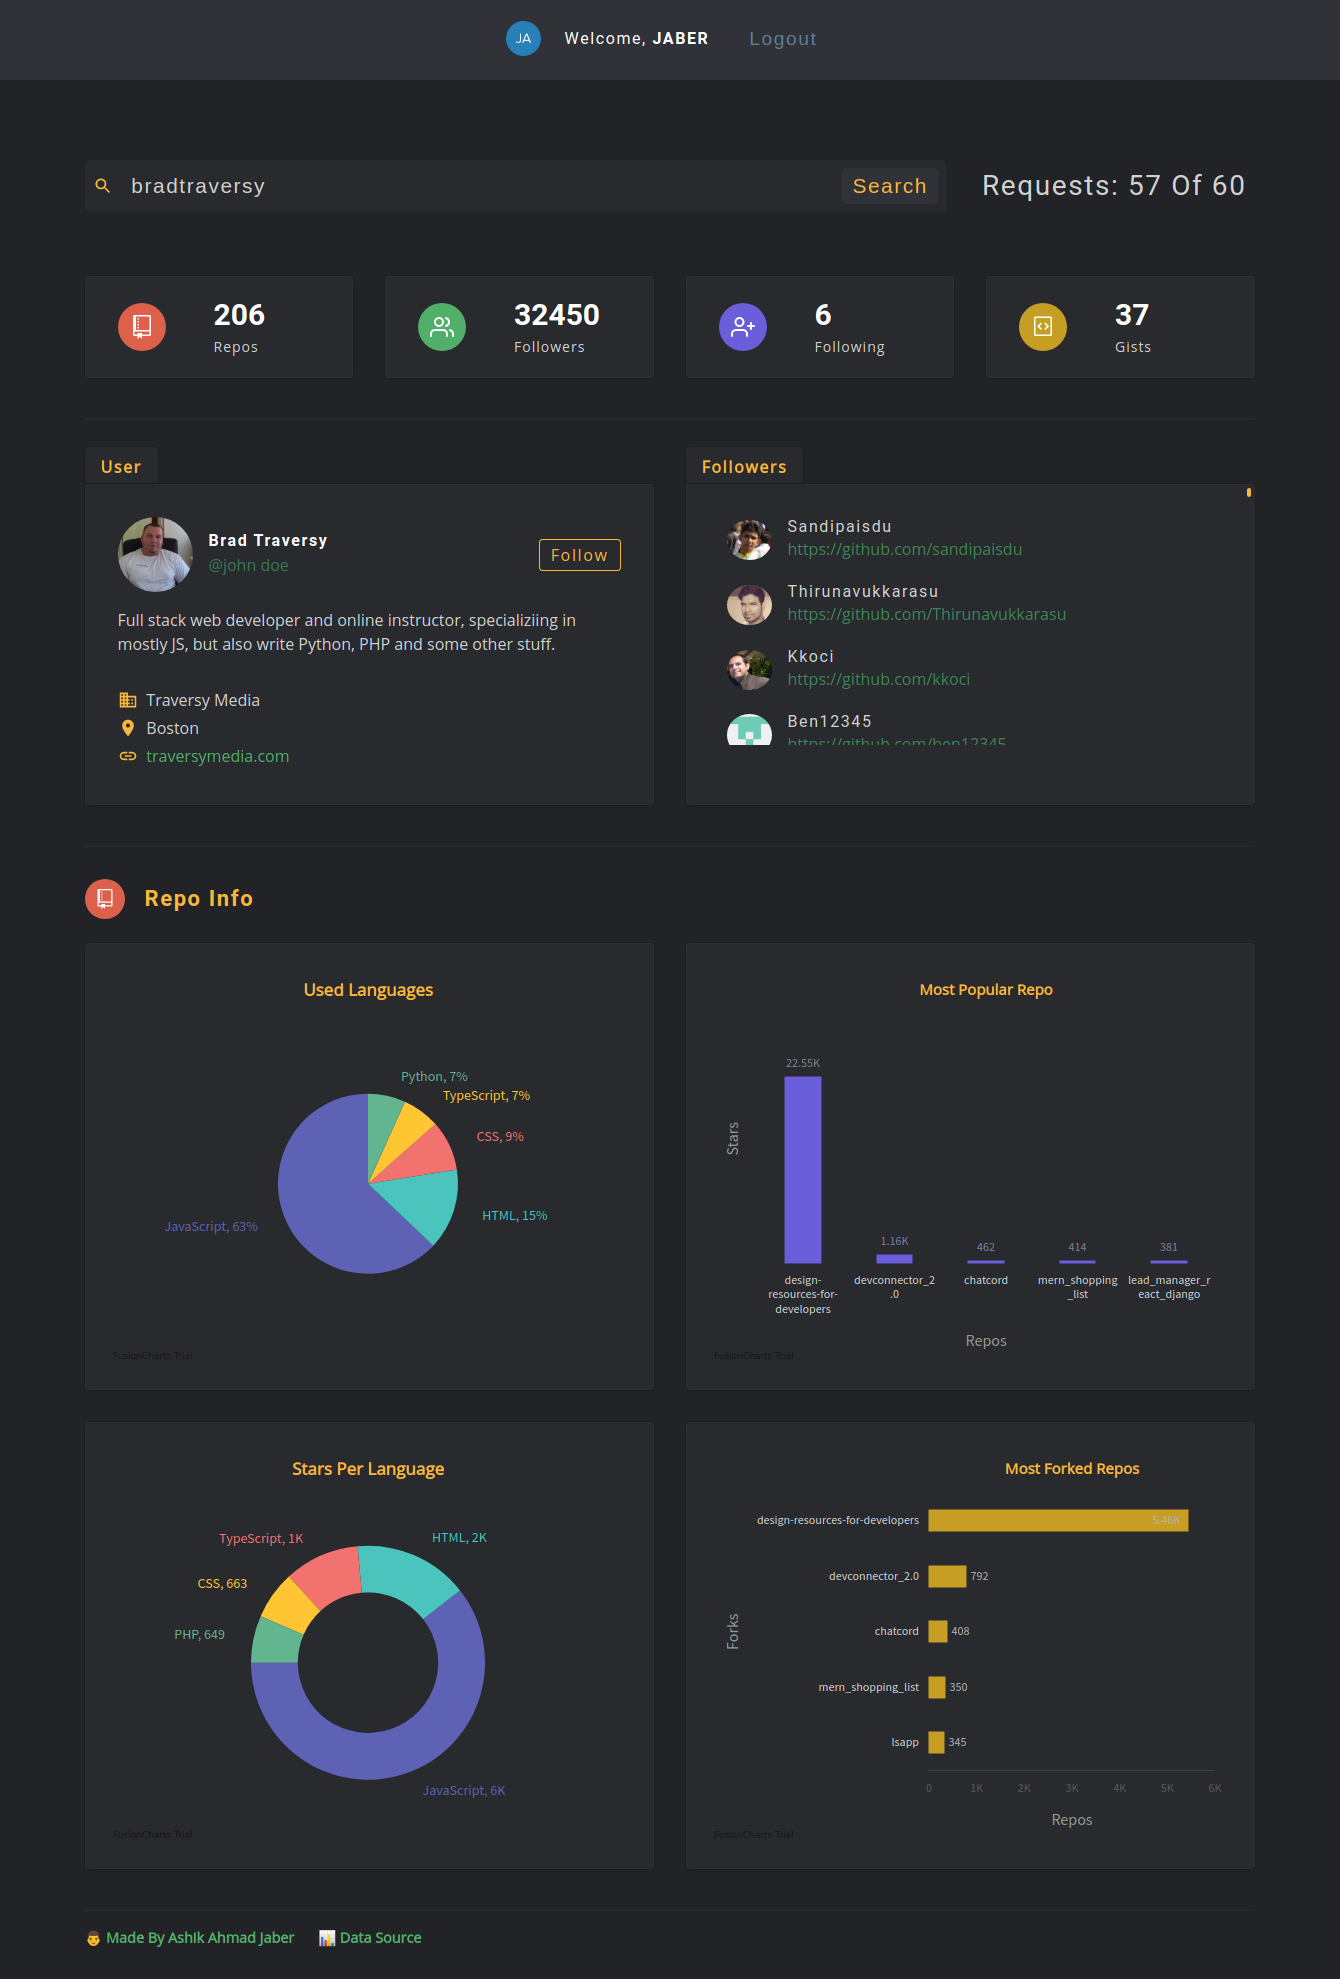 JA Welcome, JABER Logout
bradtraversy Search Requests: 57 Of 60
206
Repos
32450
Followers
6
Following
37
Gists
User
Brad Traversy
@john doe
Follow
Full stack web developer and online instructor, specializiing in
mostly JS, but also write Python, PHP and some other stuff.
Traversy Media
Boston
traversymedia.com
Followers
Sandipaisdu
https://github.com/sandipaisdu
Thirunavukkarasu
https://github.com/Thirunavukkarasu
Kkoci
https://github.com/kkoci
Ben12345
https://github.com/ben12345
Repo Info
Used Languages
Python, 7%
TypeScript, 7%
CSS, 9%
HTML, 15%
JavaScript, 63%
FusionCharts Trial
Most Popular Repo
Stars
22.55K
1.16K
462
414
381
design-
resources-for-
developers
devconnector_2
.0
chatcord
mern_shopping
_list
lead_manager_r
eact_django
Repos
FusionCharts Trial
Stars Per Language
TypeScript, 1K
HTML, 2K
CSS, 663
PHP, 649
JavaScript, 6K
FusionCharts Trial
Most Forked Repos
Forks
design-resources-for-developers 5.46K
devconnector_2.0 792
chatcord 408
mern_shopping_list 350
lsapp 345
0 1K 2K 3K 4K 5K 6K
Repos
FusionCharts Trial
Made By AshIk Ahmad Jaber Data Source